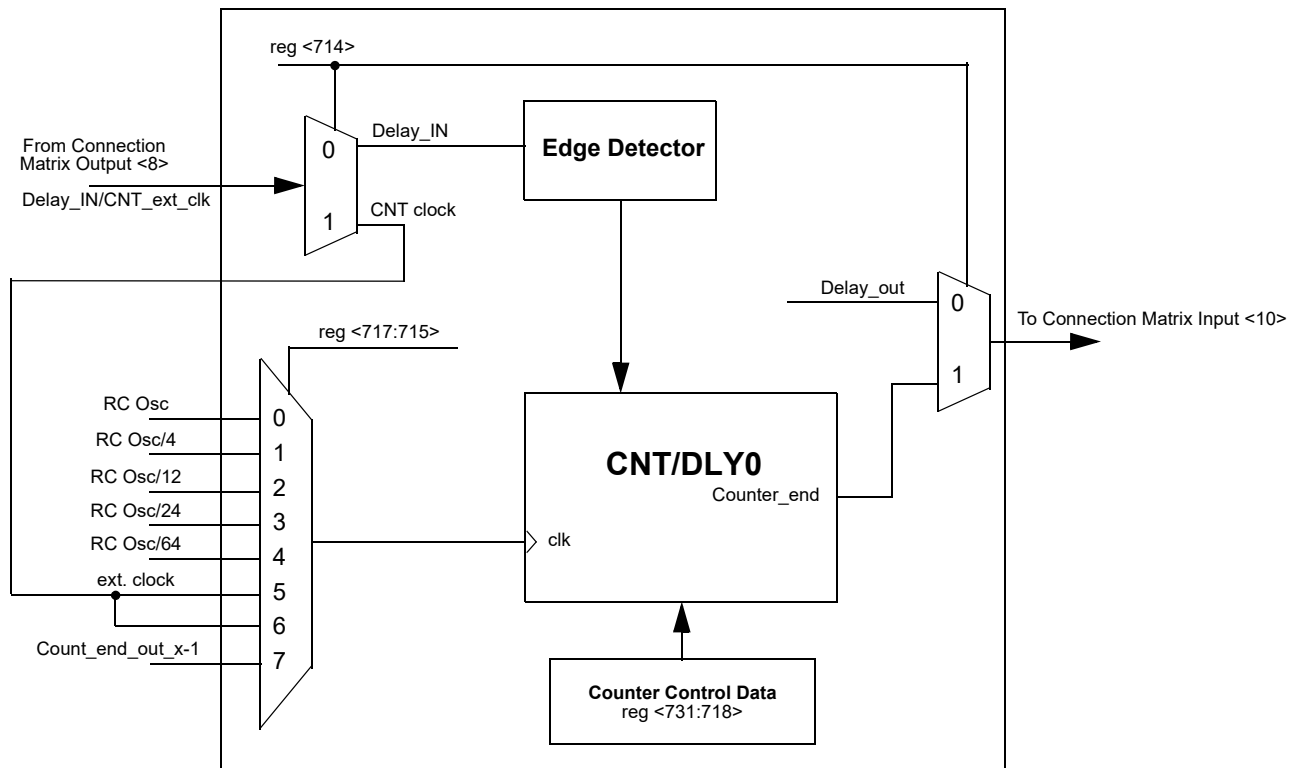 reg <714>
From Connection
Matrix Output <8>
Delay_IN/CNT_ext_clk
0
1
Delay_IN
CNT clock
Edge Detector
Delay_out
0
1
To Connection Matrix Input <10>
reg <717:715>
RC Osc
0
RC Osc/4
1
RC Osc/12
2
RC Osc/24
3
RC Osc/64
4
ext. clock
5
6
Count_end_out_x-1
7
CNT/DLY0
Counter_end
clk
Counter Control Data
reg <731:718>